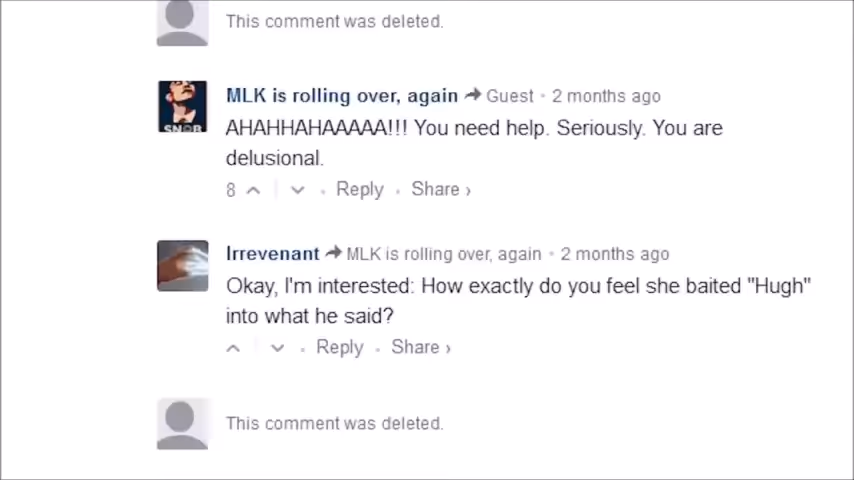 This comment was deleted.
MLK is rolling over, again → Guest • 2 months ago
SNOB
AHAHHAHAAAAA!!! You need help. Seriously. You are
delusional.
8 • Reply • Share ›
Irrevenant → MLK is rolling over, again • 2 months ago
Okay, I'm interested: How exactly do you feel she baited "Hugh"
into what he said?
• Reply • Share ›
This comment was deleted.